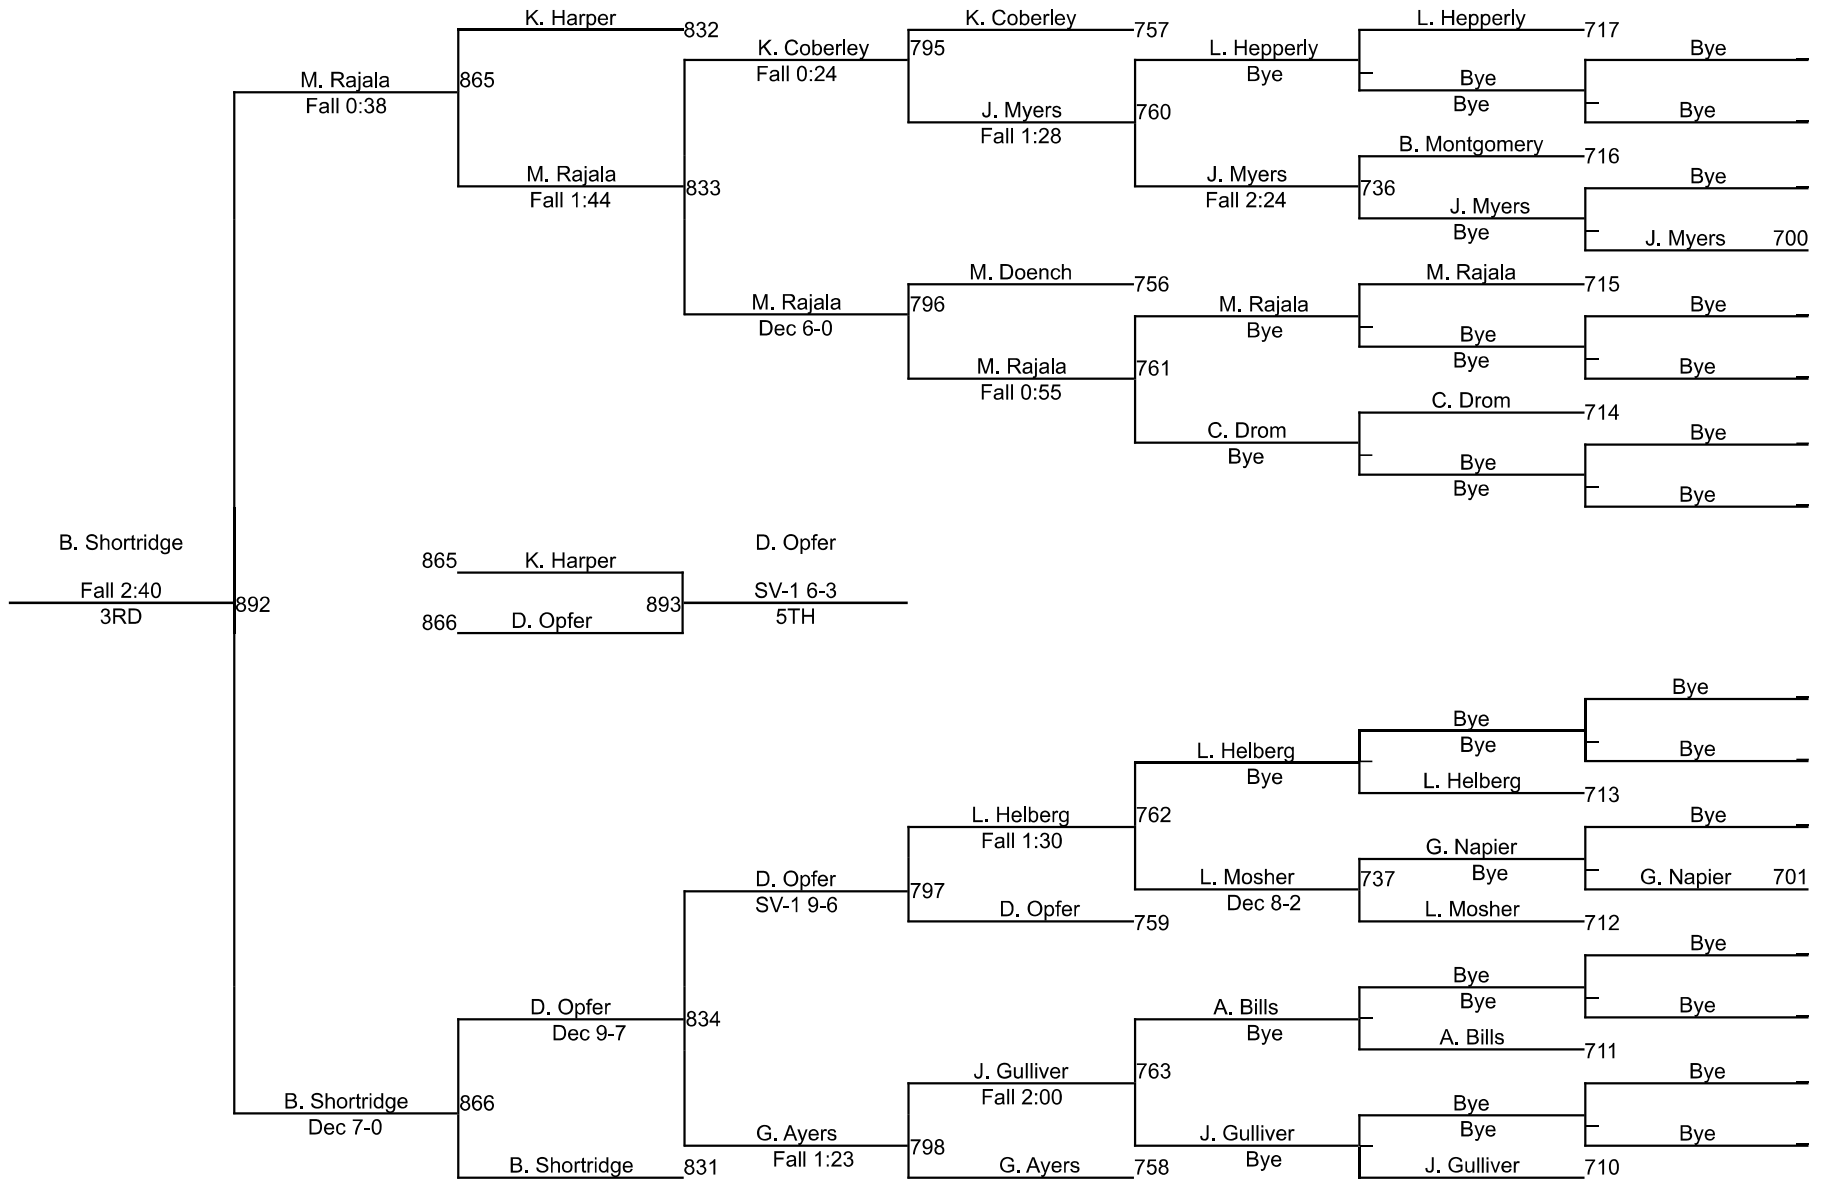 K. Harper
832
K. Coberley
757
L. Hepperly
717
K. Coberley
795
Fall 0:24
L. Hepperly
Bye
Bye
M. Rajala
865
Fall 0:38
Bye
Bye
J. Myers
760
Fall 1:28
Bye
B. Montgomery
716
M. Rajala
833
Fall 1:44
J. Myers
736
Fall 2:24
Bye
J. Myers
Bye
J. Myers 700
M. Doench
756
M. Rajala
715
M. Rajala
796
Dec 6-0
M. Rajala
Bye
Bye
Bye
Bye
M. Rajala
761
Fall 0:55
Bye
C. Drom
714
C. Drom
Bye
Bye
Bye
Bye
Bye
B. Shortridge
Fall 2:40
892
3RD
865
K. Harper
866
D. Opfer
893
D. Opfer
SV-1 6-3
5TH
Bye
Bye
Bye
Bye
L. Helberg
Bye
L. Helberg
713
L. Helberg
762
Fall 1:30
Bye
G. Napier
Bye
D. Opfer
797
SV-1 9-6
L. Mosher
737
Dec 8-2
G. Napier 701
D. Opfer
759
L. Mosher
712
Bye
Bye
Bye
Bye
D. Opfer
834
Dec 9-7
A. Bills
Bye
A. Bills
711
J. Gulliver
763
Fall 2:00
Bye
B. Shortridge
866
Dec 7-0
Bye
Bye
Bye
G. Ayers
798
Fall 1:23
J. Gulliver
Bye
B. Shortridge
831
G. Ayers
758
J. Gulliver
710